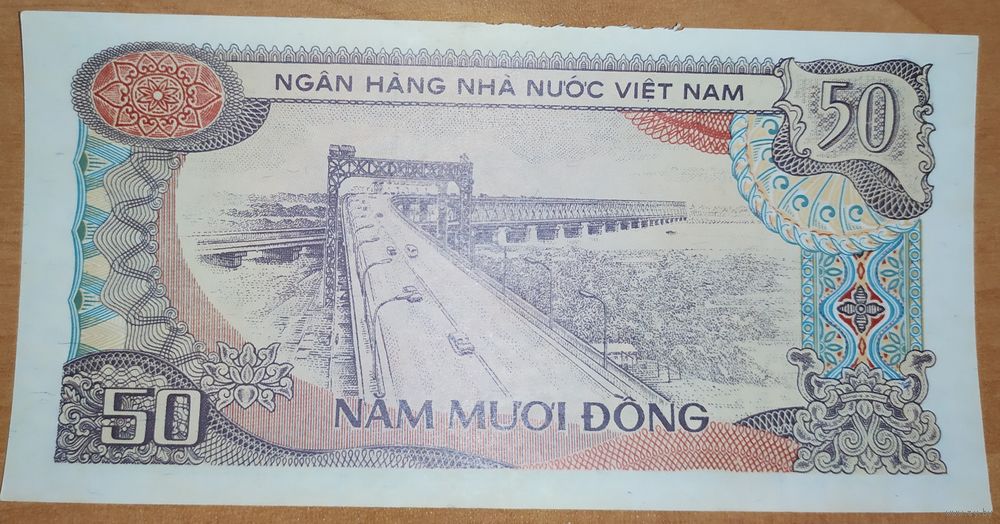 NGÂN HÀNG NHÀ NƯỚC VIỆT NAM
50
50
NĂM MƯƠI ĐỒNG